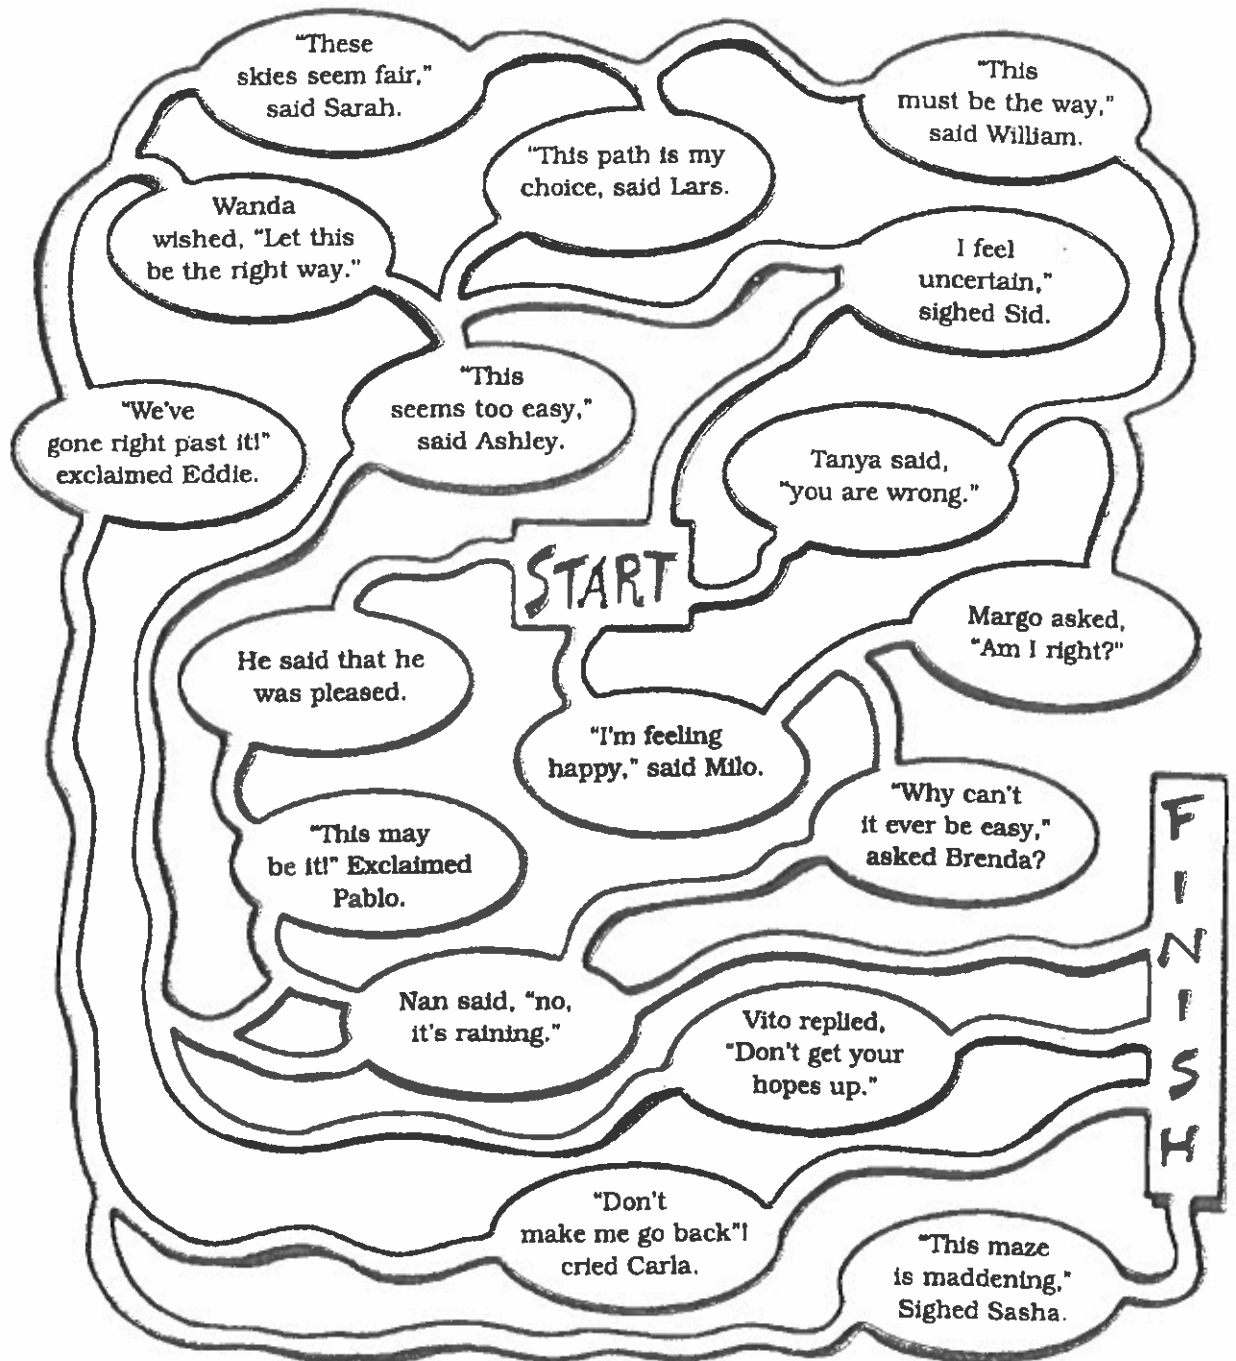 "These
skies seem fair,"
said Sarah.
"This
must be the way,"
said William.
"This path is my
choice, said Lars.
Wanda
wished, "Let this
be the right way."
I feel
uncertain,"
sighed Sid.
"This
seems too easy,"
said Ashley.
"We've
gone right past it!"
exclaimed Eddie.
Tanya said,
"you are wrong."
START
Margo asked,
"Am I right?"
He said that he
was pleased.
"I'm feeling
happy," said Milo.
"Why can't
it ever be easy,"
asked Brenda?
"This may
be it!" Exclaimed
Pablo.
FINISH
Nan said, "no,
it's raining."
Vito replied,
"Don't get your
hopes up."
"Don't
make me go back"!
cried Carla.
"This maze
is maddening,"
Sighed Sasha.